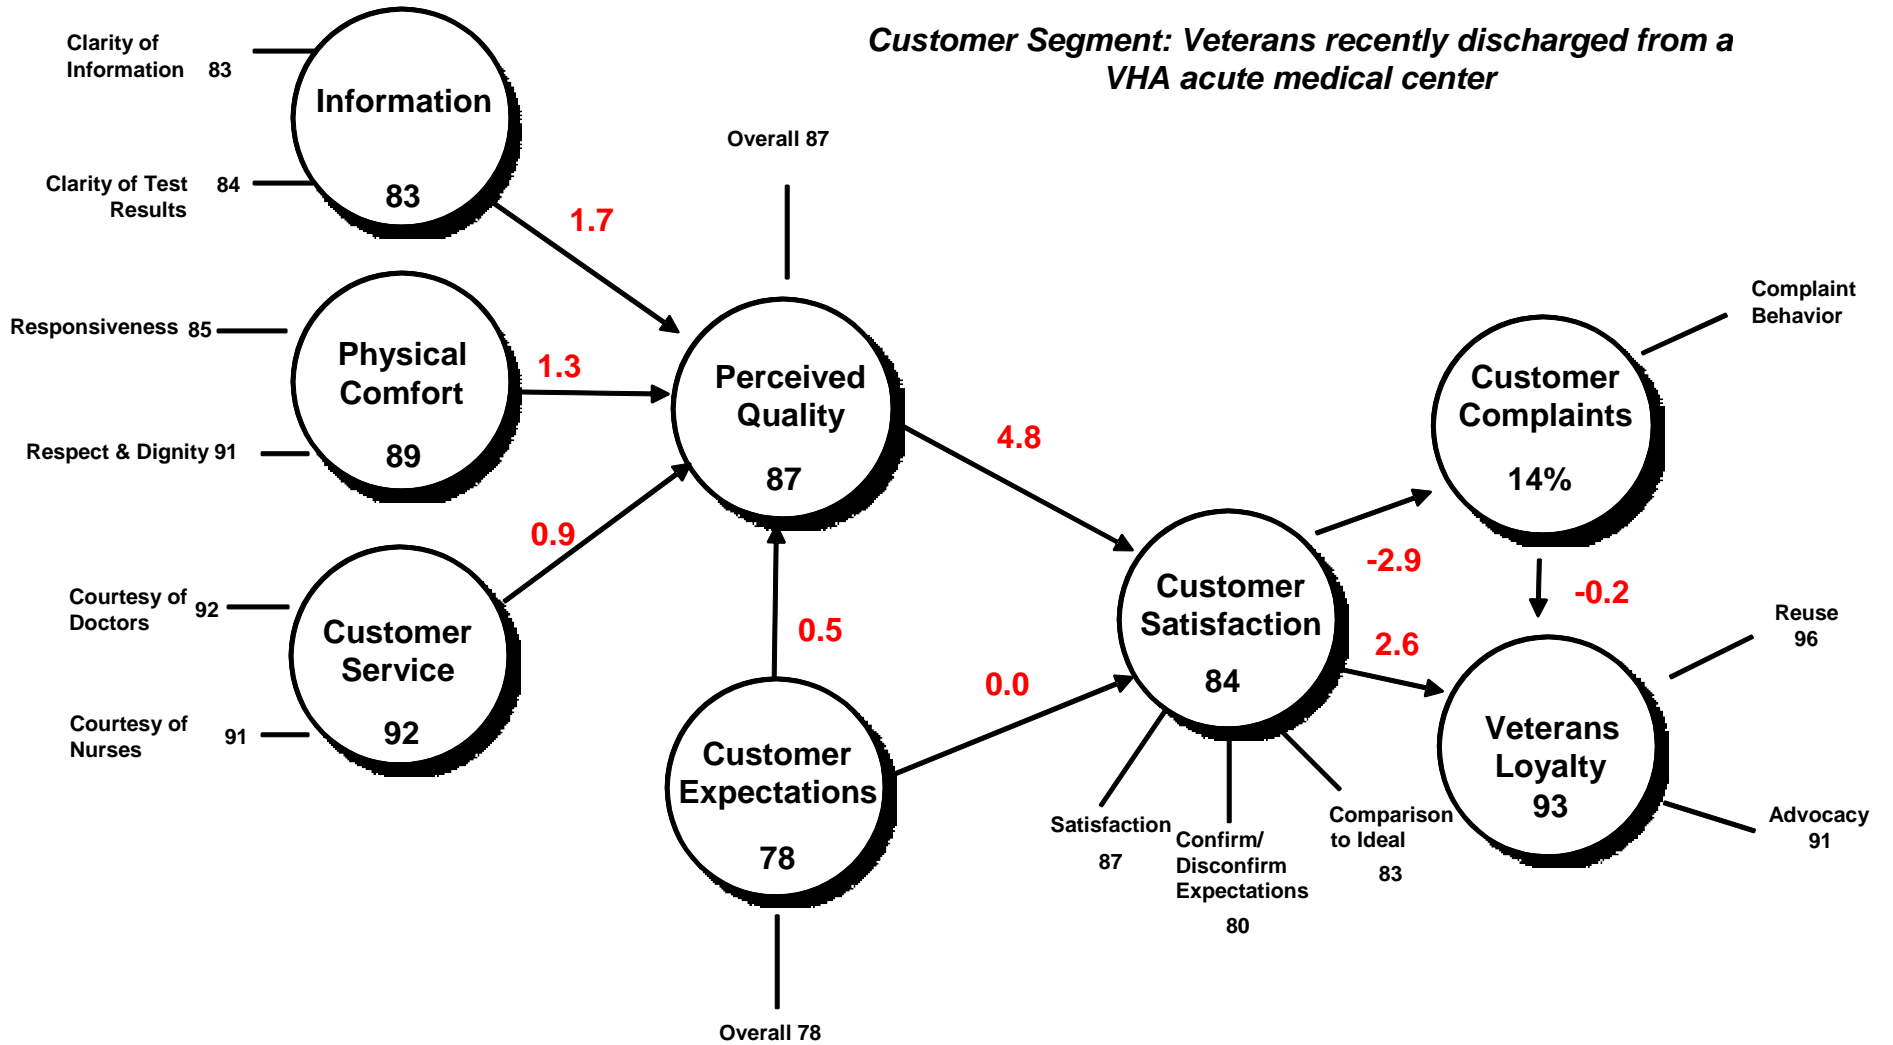 Customer Segment: Veterans recently discharged from a
VHA acute medical center
Clarity of
Information 83
Information
83
Clarity of Test 84
Results
1.7
Overall 87
Responsiveness 85
Physical
Comfort
89
Respect & Dignity 91
1.3
Perceived
Quality
87
4.8
Complaint
Behavior
Customer
Complaints
14%
0.9
Courtesy of
Doctors 92
Customer
Service
92
Courtesy of
Nurses 91
0.5
0.0
Customer
Expectations
78
Overall 78
Customer
Satisfaction
84
-2.9
-0.2
2.6
Satisfaction
87
Confirm/
Disconfirm
Expectations
80
Comparison
to Ideal
83
Veterans
Loyalty
93
Reuse
96
Advocacy
91